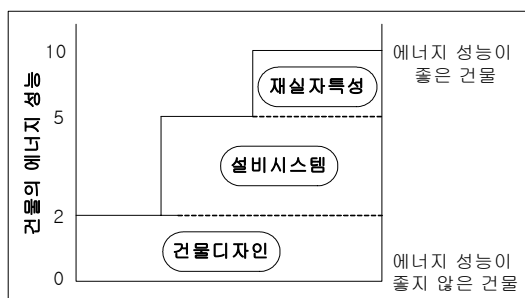 건물의 에너지 성능
10
5
2
0
재실자특성
설비시스템
건물디자인
에너지 성능이
좋은 건물
에너지 성능이
좋지 않은 건물